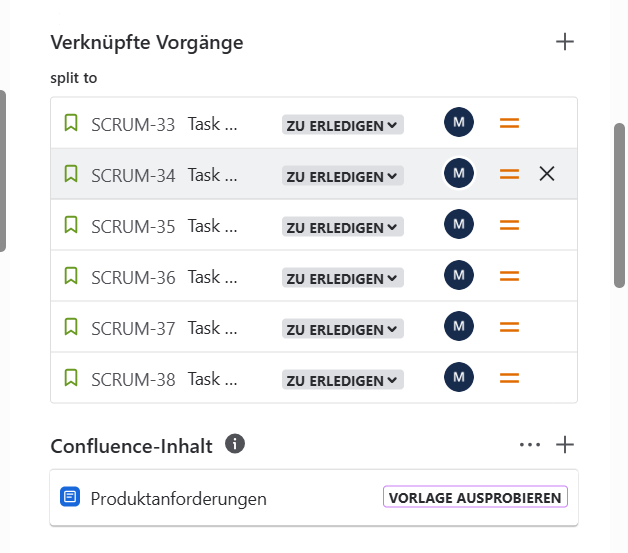 Verknüpfte Vorgänge
split to
SCRUM-33 Task ... ZU ERLEDIGEN M
SCRUM-34 Task ... ZU ERLEDIGEN M
SCRUM-35 Task ... ZU ERLEDIGEN M
SCRUM-36 Task ... ZU ERLEDIGEN M
SCRUM-37 Task ... ZU ERLEDIGEN M
SCRUM-38 Task ... ZU ERLEDIGEN M
Confluence-Inhalt
Produktanforderungen VORLAGE AUSPROBIEREN